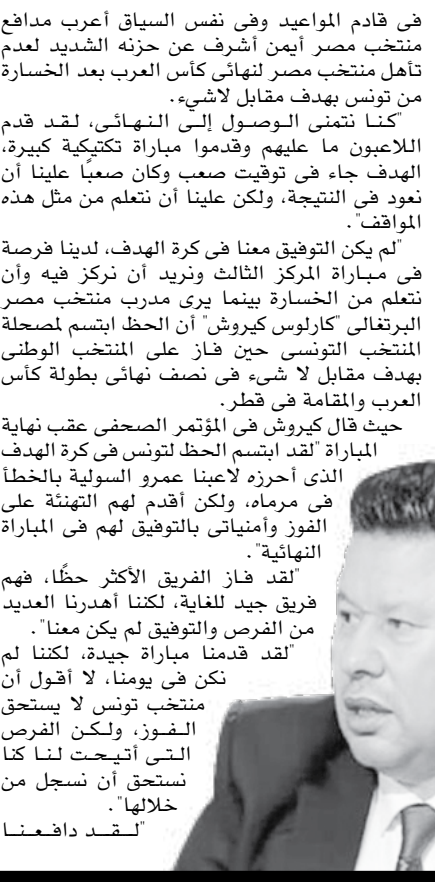 فى قادم المواعيد وفى نفس السياق أعرب مدافع
منتخب مصر أيمن أشرف عن حزنه الشديد لعدم
تأهل منتخب مصر لنهائى كأس العرب بعد الخسارة
من تونس بهدف مقابل لاشىء.
"كنا نتمنى الوصول إلى النهائى، لقد قدم
اللاعبون ما عليهم وقدموا مباراة تكتيكية كبيرة،
الهدف جاء فى توقيت صعب وكان صعبًا علينا أن
نعود فى النتيجة، ولكن علينا أن نتعلم من مثل هذه
المواقف".
"لم يكن التوفيق معنا فى كرة الهدف، لدينا فرصة
فى مباراة المركز الثالث ونريد أن نركز فيه وأن
نتعلم من الخسارة بينما يرى مدرب منتخب مصر
البرتغالى "كارلوس كيروش" أن الحظ ابتسم لمصحلة
المنتخب التونسى حين فاز على المنتخب الوطنى
بهدف مقابل لا شىء فى نصف نهائى بطولة كأس
العرب والمقامة فى قطر.
حيث قال كيروش فى المؤتمر الصحفى عقب نهاية
المباراة "لقد ابتسم الحظ لتونس فى كرة الهدف
الذى أحرزه لاعبنا عمرو السولية بالخطأ
فى مرماه، ولكن أقدم لهم التهنئة على
الفوز وأمنياتى بالتوفيق لهم فى المباراة
النهائية".
"لقد فاز الفريق الأكثر حظًا، فهم
فريق جيد للغاية، لكننا أهدرنا العديد
من الفرص والتوفيق لم يكن معنا".
"لقد قدمنا مباراة جيدة، لكننا لم
نكن فى يومنا، لا أقول أن
منتخب تونس لا يستحق
الفوز، ولكن الفرص
التى أتيحت لنا كنا
نستحق أن نسجل من
خلالها".
"لقد دافعنا